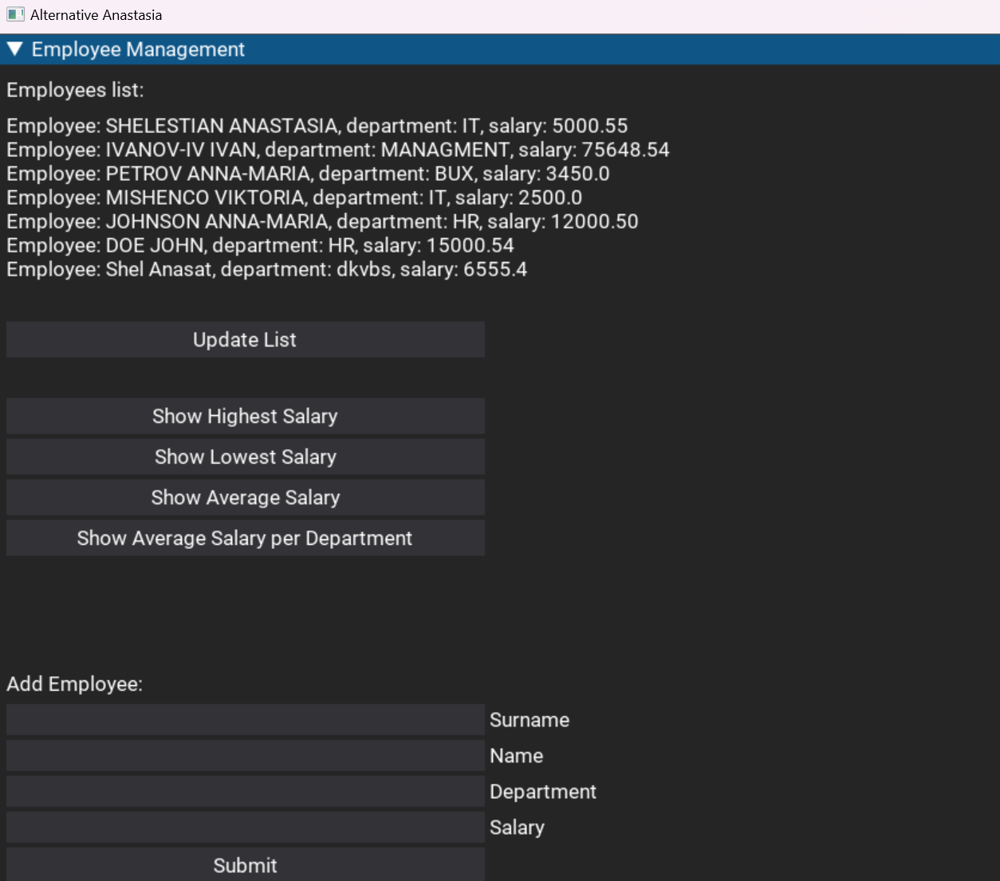 Alternative Anastasia
Employee Management
Employees list:
Employee: SHELESTIAN ANASTASIA, department: IT, salary: 5000.55
Employee: IVANOV-IV IVAN, department: MANAGMENT, salary: 75648.54
Employee: PETROV ANNA-MARIA, department: BUX, salary: 3450.0
Employee: MISHENCO VIKTORIA, department: IT, salary: 2500.0
Employee: JOHNSON ANNA-MARIA, department: HR, salary: 12000.50
Employee: DOE JOHN, department: HR, salary: 15000.54
Employee: Shel Anasat, department: dkvbs, salary: 6555.4
Update List
Show Highest Salary
Show Lowest Salary
Show Average Salary
Show Average Salary per Department
Add Employee:
Surname
Name
Department
Salary
Submit